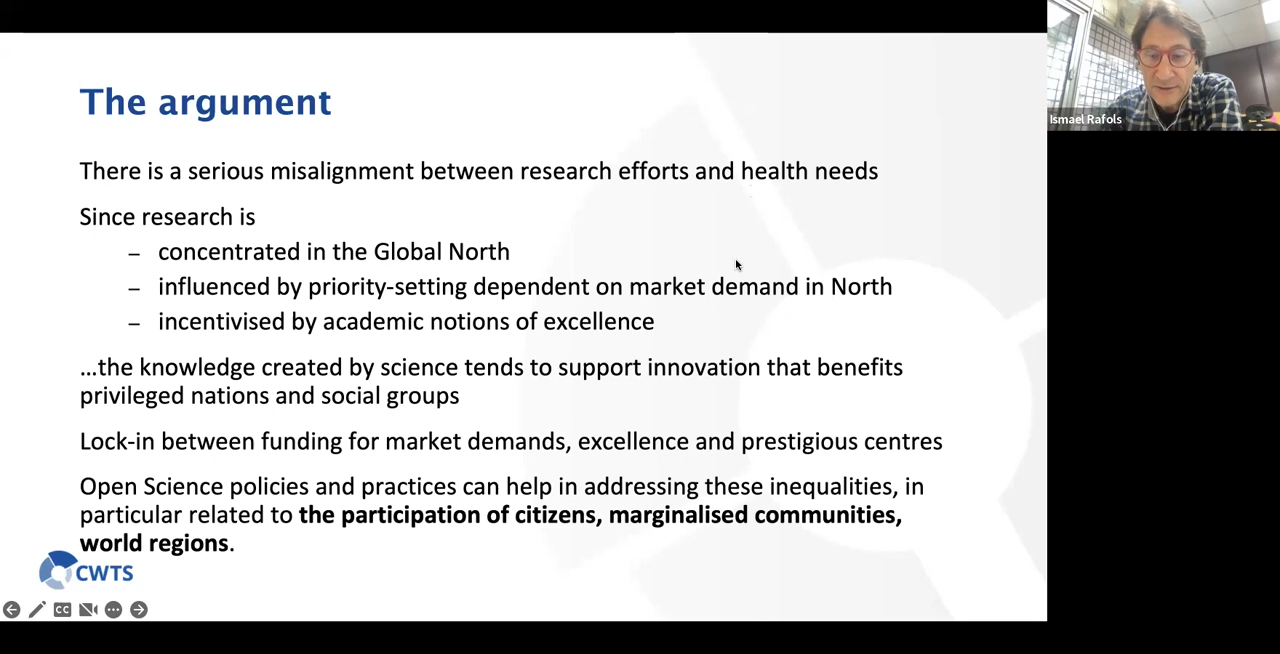 The argument
There is a serious misalignment between research efforts and health needs
Since research is
– concentrated in the Global North
– influenced by priority-setting dependent on market demand in North
– incentivised by academic notions of excellence
...the knowledge created by science tends to support innovation that benefits
privileged nations and social groups
Lock-in between funding for market demands, excellence and prestigious centres
Open Science policies and practices can help in addressing these inequalities, in
particular related to the participation of citizens, marginalised communities,
world regions.
CWTS
CC
Ismael Rafols